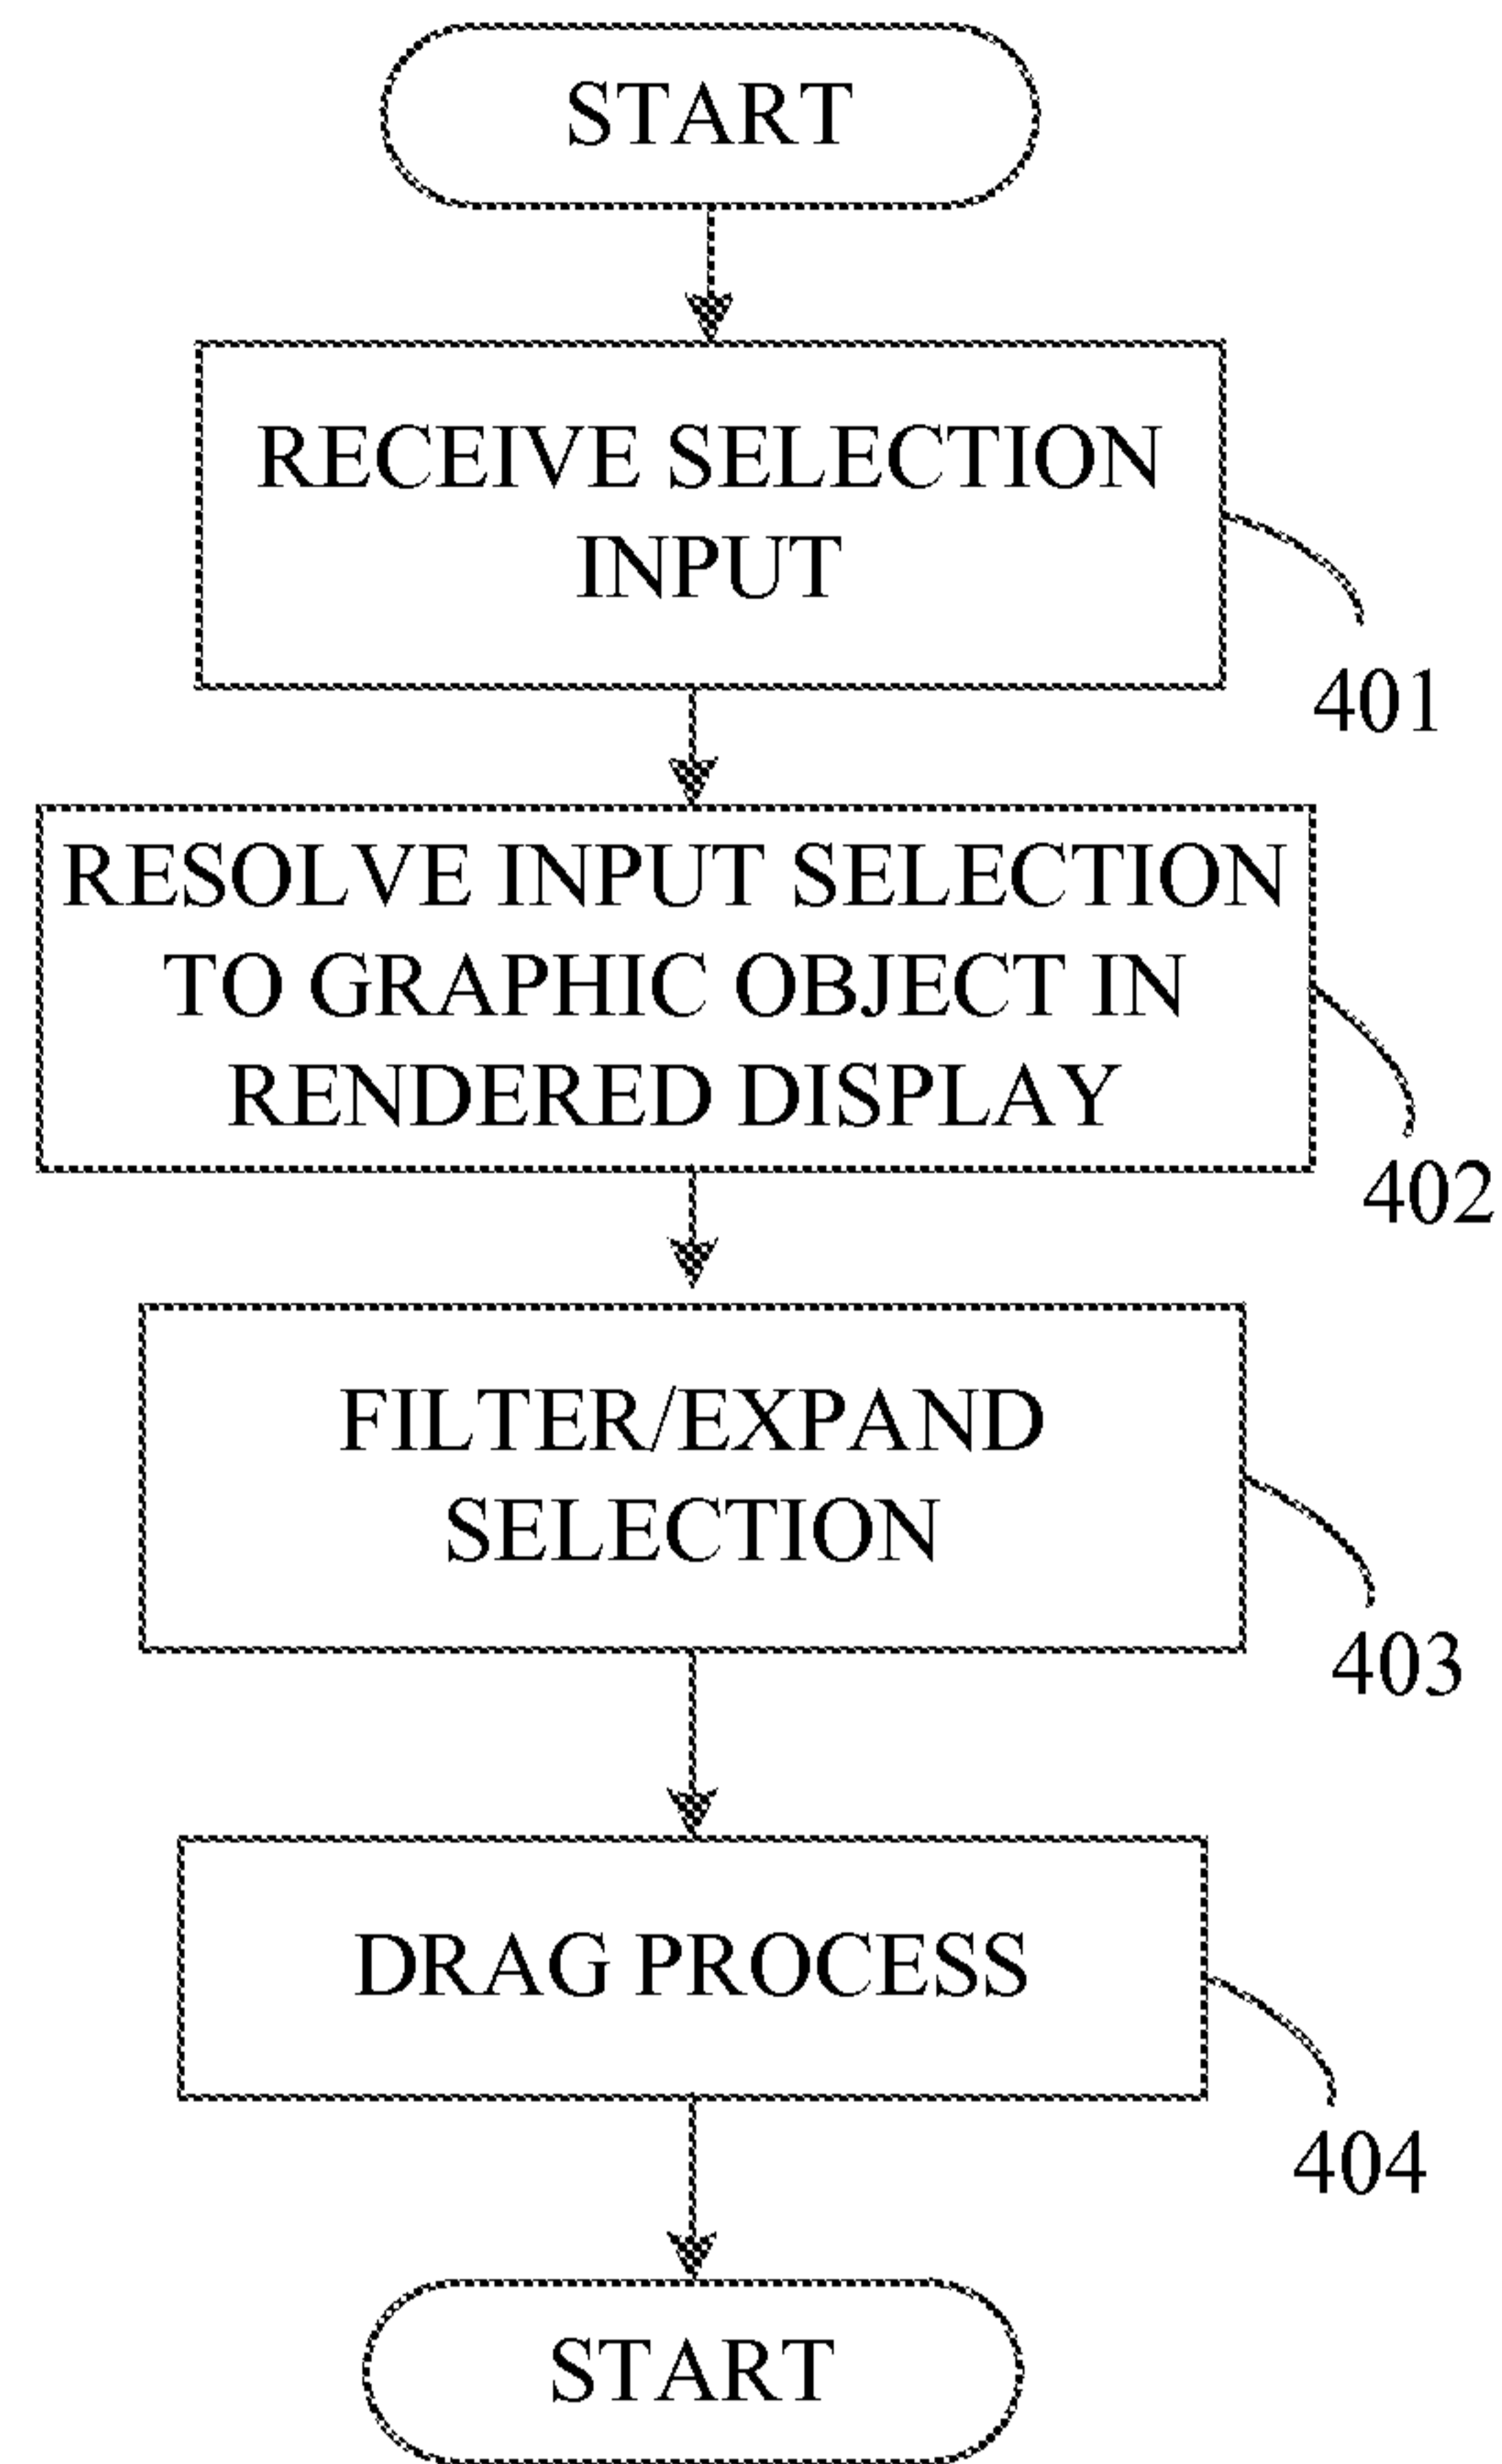 START
RECEIVE SELECTION
INPUT
401
RESOLVE INPUT SELECTION
TO GRAPHIC OBJECT IN
RENDERED DISPLAY
402
FILTER/EXPAND
SELECTION
403
DRAG PROCESS
404
START